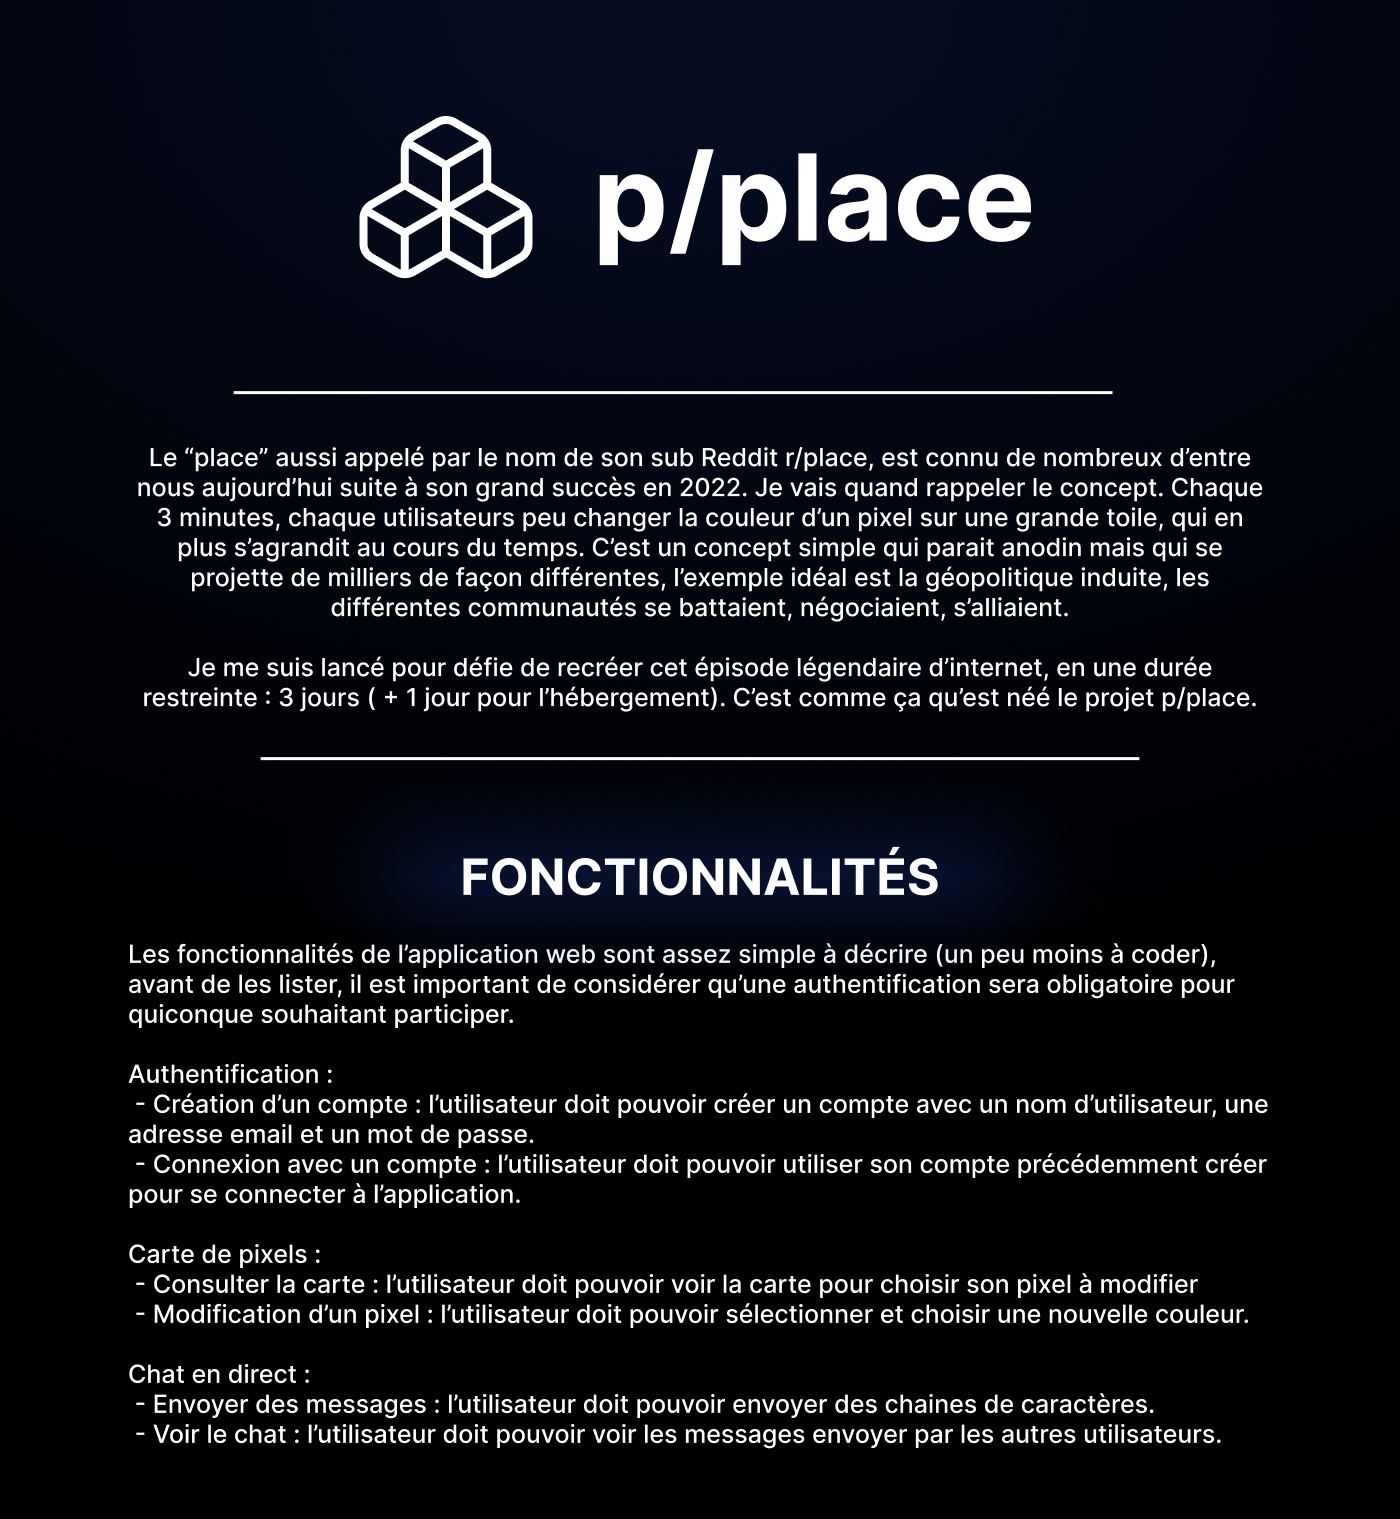 p/place
Le “place” aussi appelé par le nom de son sub Reddit r/place, est connu de nombreux d’entre
nous aujourd’hui suite à son grand succès en 2022. Je vais quand rappeler le concept. Chaque
3 minutes, chaque utilisateurs peu changer la couleur d’un pixel sur une grande toile, qui en
plus s’agrandit au cours du temps. C’est un concept simple qui parait anodin mais qui se
projette de milliers de façon différentes, l’exemple idéal est la géopolitique induite, les
différentes communautés se battaient, négociaient, s’alliaient.
Je me suis lancé pour défie de recréer cet épisode légendaire d’internet, en une durée
restreinte : 3 jours ( + 1 jour pour l’hébergement). C’est comme ça qu’est néé le projet p/place.
FONCTIONNALITÉS
Les fonctionnalités de l’application web sont assez simple à décrire (un peu moins à coder),
avant de les lister, il est important de considérer qu’une authentification sera obligatoire pour
quiconque souhaitant participer.
Authentification :
- Création d’un compte : l’utilisateur doit pouvoir créer un compte avec un nom d’utilisateur, une
adresse email et un mot de passe.
- Connexion avec un compte : l’utilisateur doit pouvoir utiliser son compte précédemment créer
pour se connecter à l’application.
Carte de pixels :
- Consulter la carte : l’utilisateur doit pouvoir voir la carte pour choisir son pixel à modifier
- Modification d’un pixel : l’utilisateur doit pouvoir sélectionner et choisir une nouvelle couleur.
Chat en direct :
- Envoyer des messages : l’utilisateur doit pouvoir envoyer des chaines de caractères.
- Voir le chat : l’utilisateur doit pouvoir voir les messages envoyer par les autres utilisateurs.